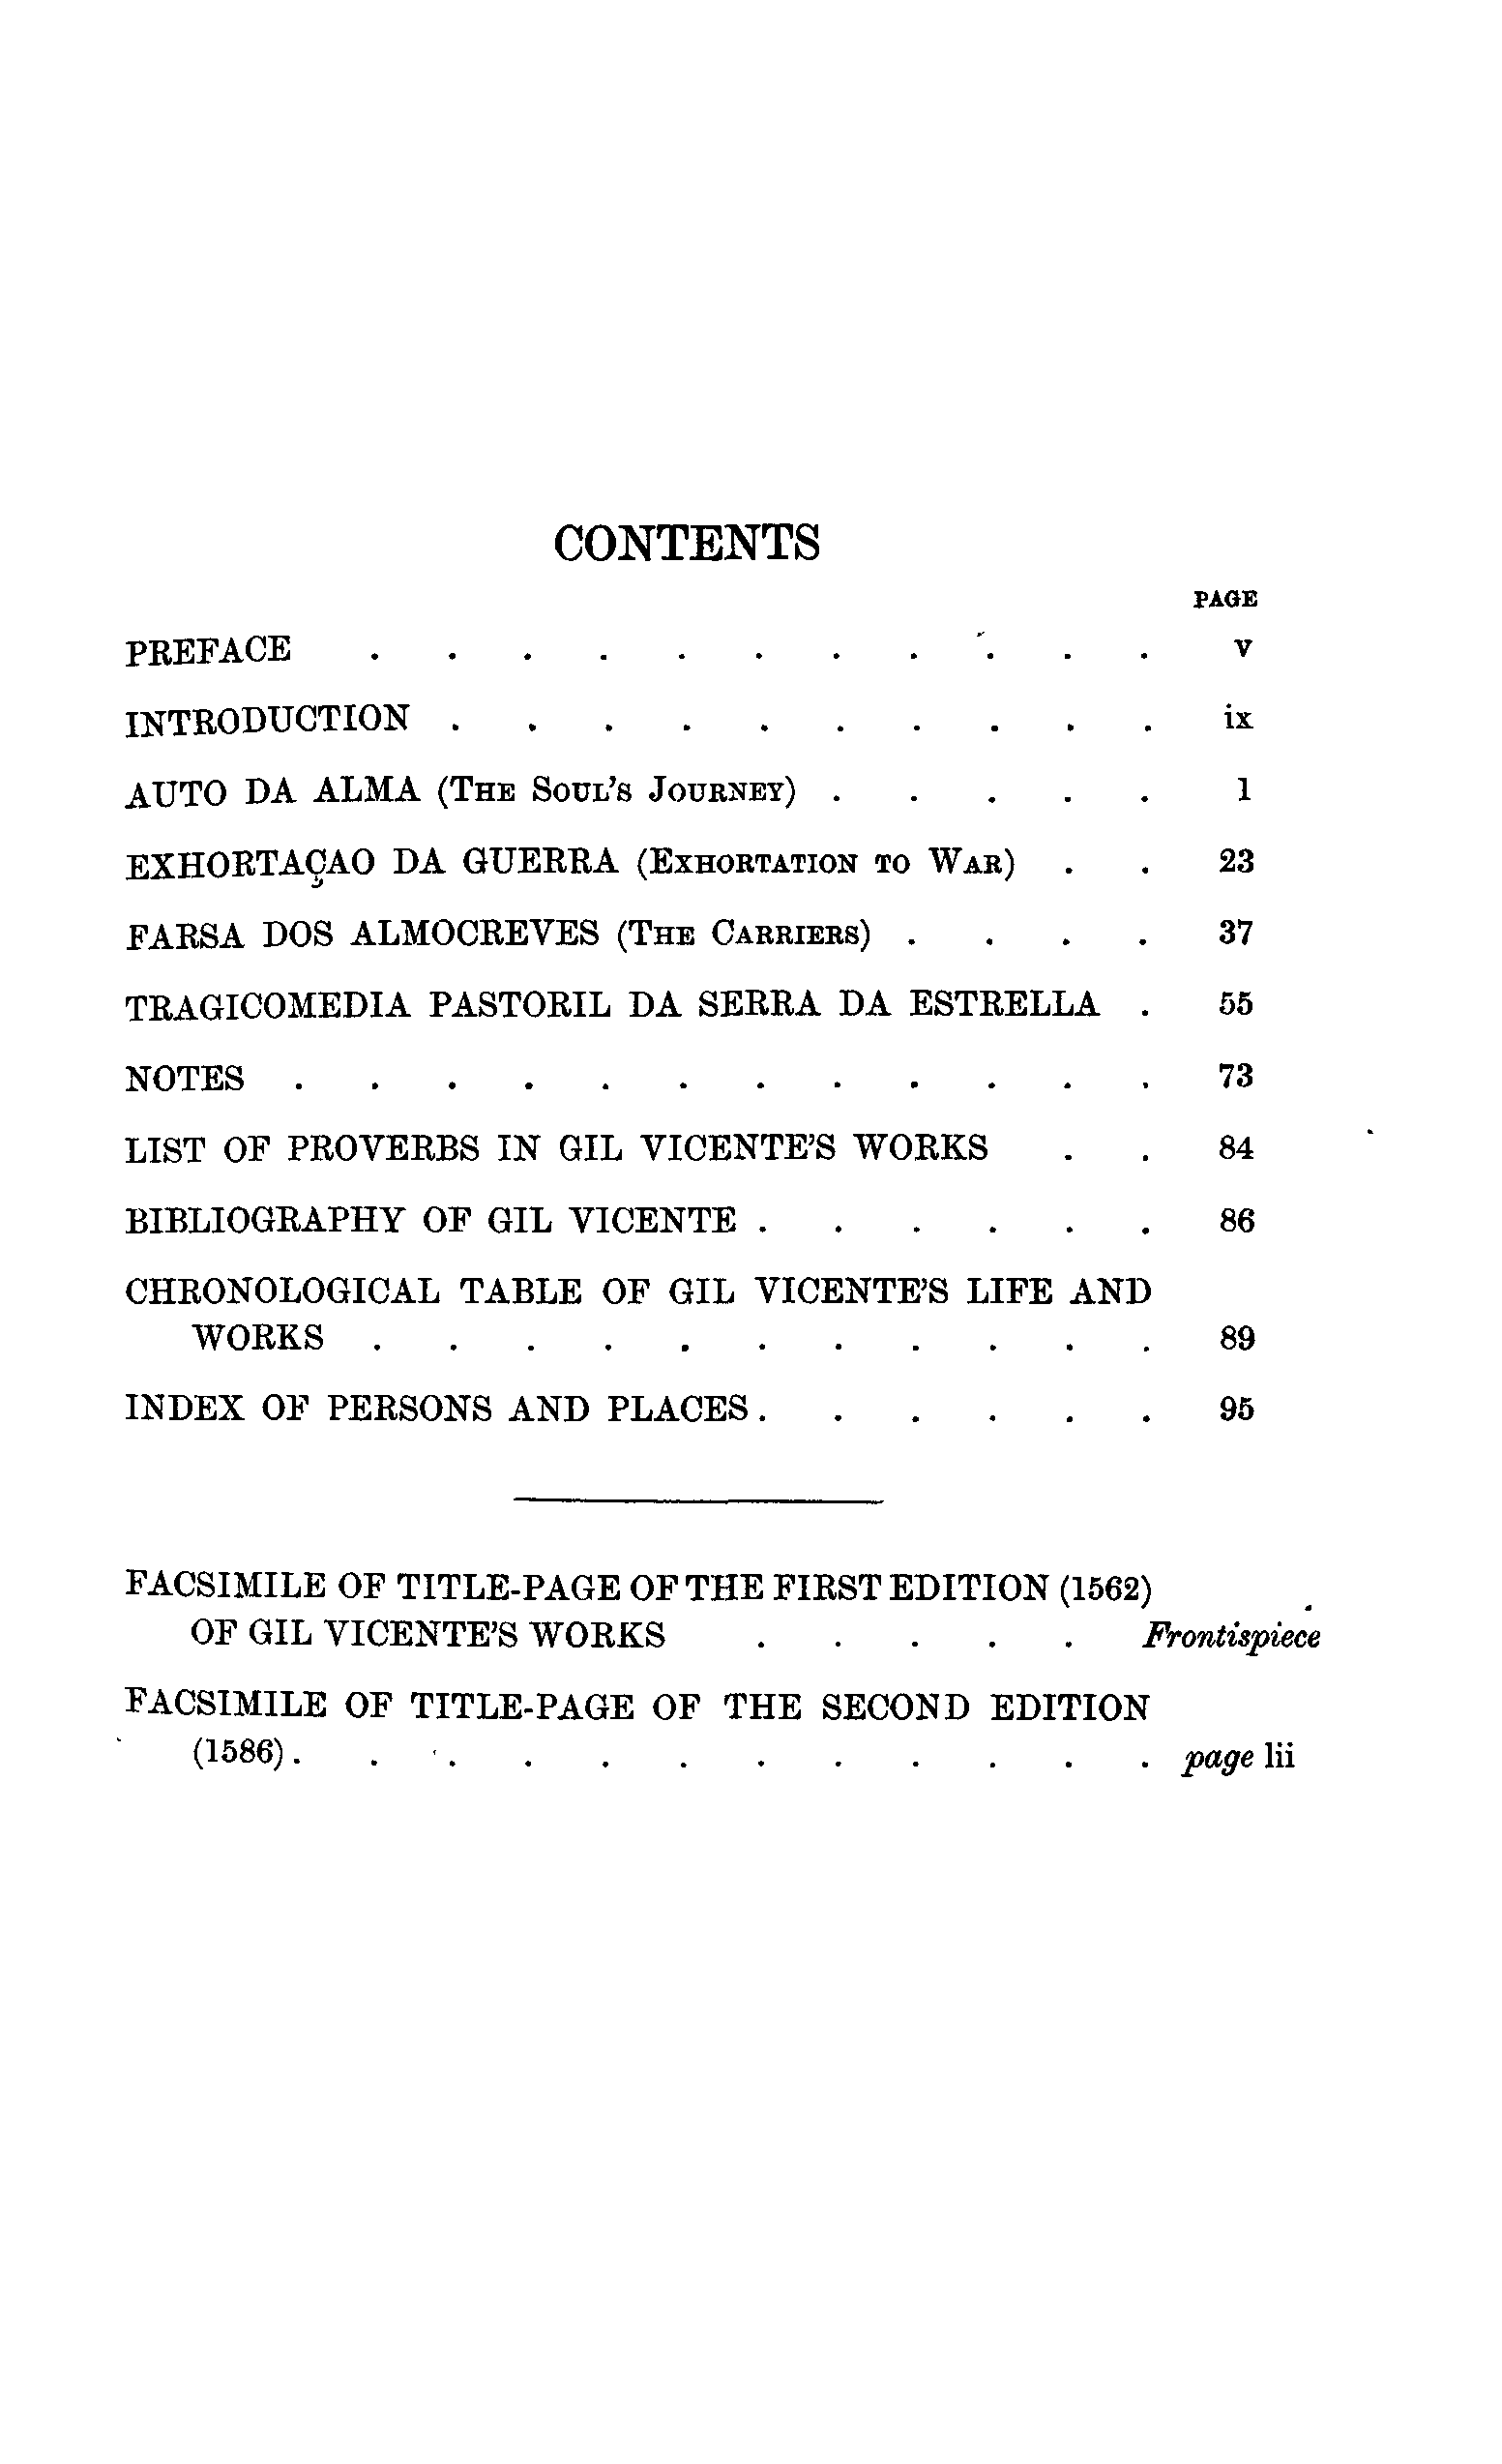 CONTENTS
PAGE
PREFACE . . . . . . . . . . . v
INTRODUCTION . . . . . . . . . . ix
AUTO DA ALMA (THE SOUL'S JOURNEY) . . . . . 1
EXHORTAÇAO DA GUERRA (EXHORTATION TO WAR) . . 23
FARSA DOS ALMOCREVES (THE CARRIERS) . . . . 37
TRAGICOMEDIA PASTORIL DA SERRA DA ESTRELLA . 55
NOTES . . . . . . . . . . . . 73
LIST OF PROVERBS IN GIL VICENTE'S WORKS . . 84
BIBLIOGRAPHY OF GIL VICENTE . . . . . . 86
CHRONOLOGICAL TABLE OF GIL VICENTE'S LIFE AND
WORKS . . . . . . . . . . . 89
INDEX OF PERSONS AND PLACES . . . . . . 95
FACSIMILE OF TITLE-PAGE OF THE FIRST EDITION (1562)
OF GIL VICENTE'S WORKS . . . . . Frontispiece
FACSIMILE OF TITLE-PAGE OF THE SECOND EDITION
(1586) . . . . . . . . . . . . page lii